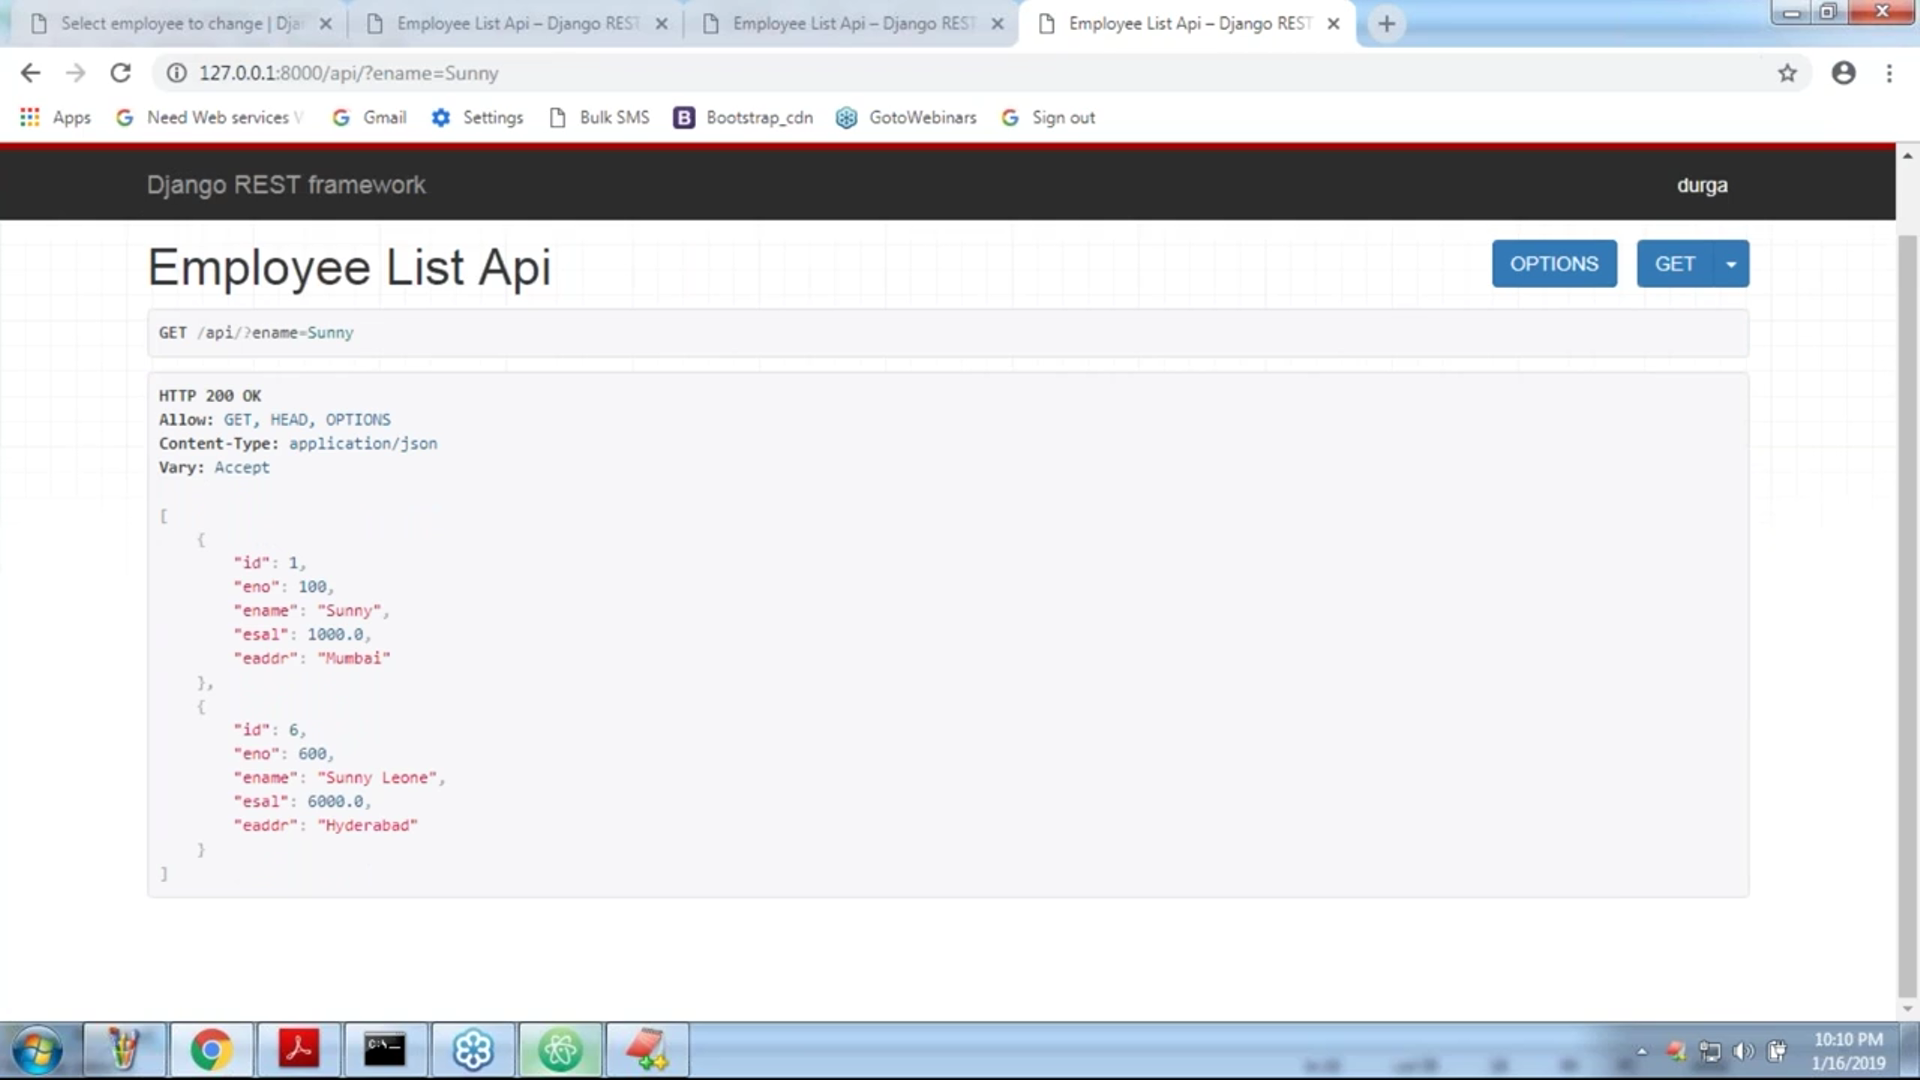 Select employee to change | Dja
Employee List Api – Django REST
Employee List Api – Django REST
Employee List Api – Django REST
127.0.0.1:8000/api/?ename=Sunny
Apps
Need Web services
Gmail
Settings
Bulk SMS
B Bootstrap_cdn
GotoWebinars
Sign out
Django REST framework
durga
Employee List Api
OPTIONS
GET
GET /api/?ename=Sunny
HTTP 200 OK
Allow: GET, HEAD, OPTIONS
Content-Type: application/json
Vary: Accept
[
{
"id": 1,
"eno": 100,
"ename": "Sunny",
"esal": 1000.0,
"eaddr": "Mumbai"
},
{
"id": 6,
"eno": 600,
"ename": "Sunny Leone",
"esal": 6000.0,
"eaddr": "Hyderabad"
}
]
10:10 PM
1/16/2019